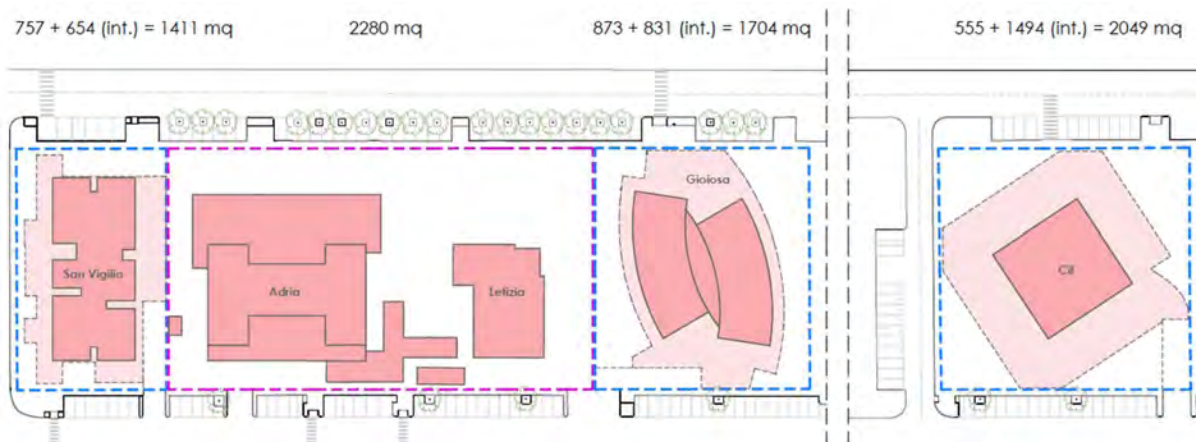 757 + 654 (int.) = 1411 mq
2280 mq
873 + 831 (int.) = 1704 mq
555 + 1494 (int.) = 2049 mq
Gioiosa
San Vigilio
Adria
Letizia
Cill